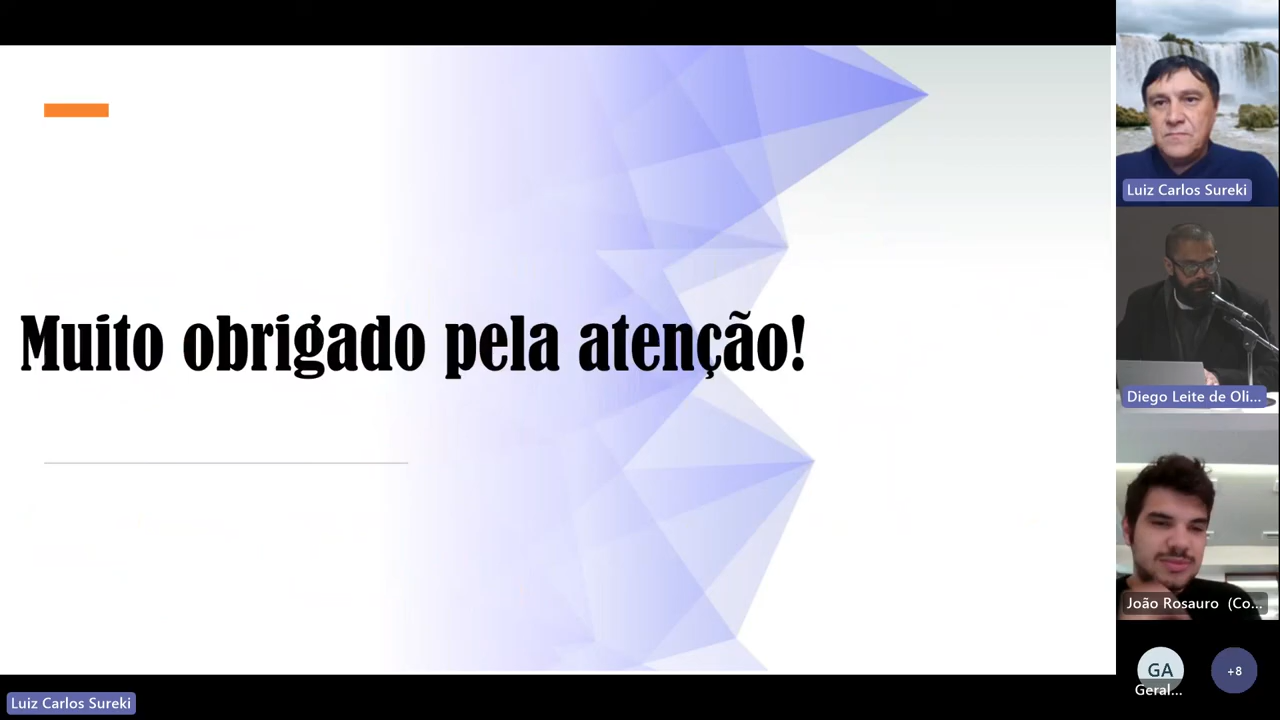 Muito obrigado pela atenção!
Luiz Carlos Sureki
Diego Leite de Oli...
João Rosauro (Co...
GA
Geral...
+8
Luiz Carlos Sureki